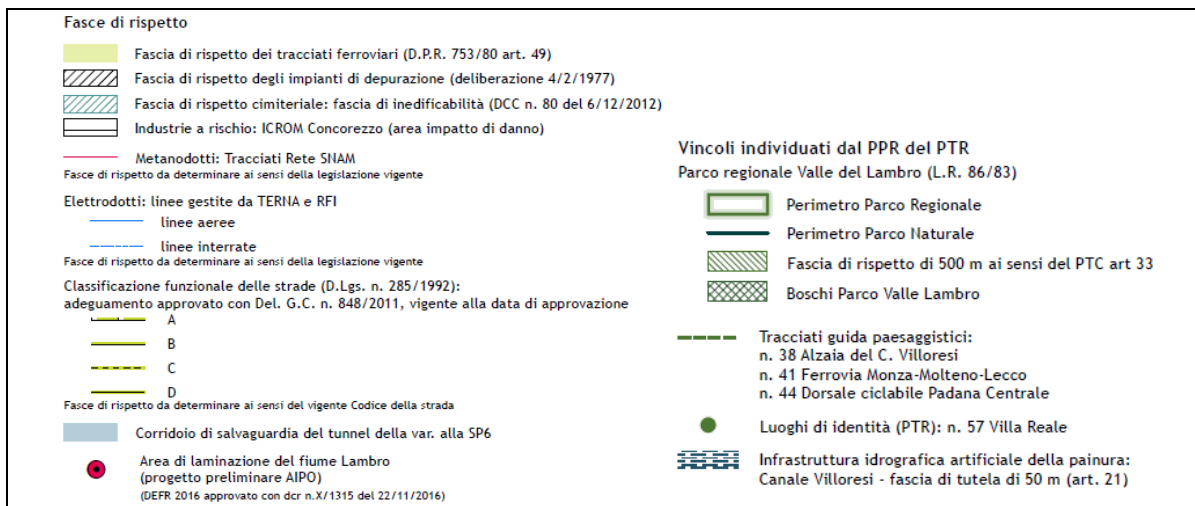 Fasce di rispetto
Fascia di rispetto dei tracciati ferroviari (D.P.R. 753/80 art. 49)
Fascia di rispetto degli impianti di depurazione (deliberazione 4/2/1977)
Fascia di rispetto cimiteriale: fascia di inedificabilità (DCC n. 80 del 6/12/2012)
Industrie a rischio: ICROM Concorezzo (area impatto di danno)
Metanodotti: Tracciati Rete SNAM
Fasce di rispetto da determinare ai sensi della legislazione vigente
Elettrodotti: linee gestite da TERNA e RFI
linee aeree
linee interrate
Fasce di rispetto da determinare ai sensi della legislazione vigente
Classificazione funzionale delle strade (D.Lgs. n. 285/1992):
adeguamento approvato con Del. G.C. n. 848/2011, vigente alla data di approvazione
A
B
C
D
Fasce di rispetto da determinare ai sensi del vigente Codice della strada
Corridoio di salvaguardia del tunnel della var. alla SP6
Area di laminazione del fiume Lambro
(progetto preliminare AIPO)
(DEFR 2016 approvato con dcr n.X/1315 del 22/11/2016)
Vincoli individuati dal PPR del PTR
Parco regionale Valle del Lambro (L.R. 86/83)
Perimetro Parco Regionale
Perimetro Parco Naturale
Fascia di rispetto di 500 m ai sensi del PTC art 33
Boschi Parco Valle Lambro
Tracciati guida paesaggistici:
n. 38 Alzaia del C. Villoresi
n. 41 Ferrovia Monza-Molteno-Lecco
n. 44 Dorsale ciclabile Padana Centrale
Luoghi di identità (PTR): n. 57 Villa Reale
Infrastruttura idrografica artificiale della painura:
Canale Villoresi - fascia di tutela di 50 m (art. 21)